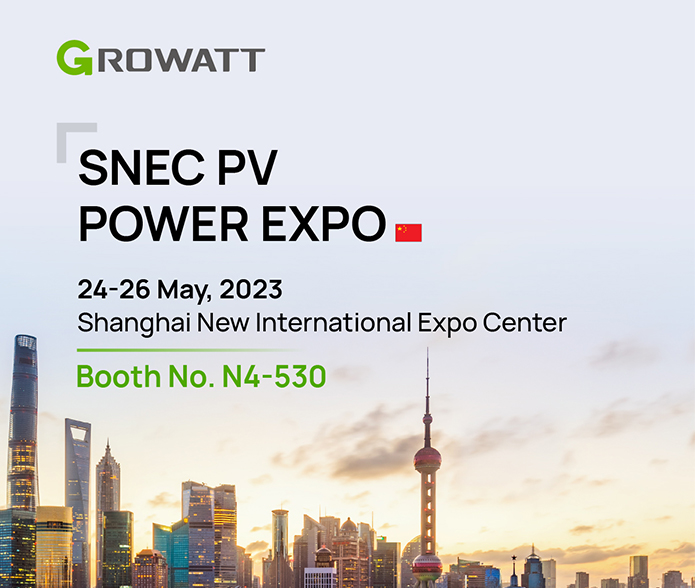 GROWATT
SNEC PV
POWER EXPO
24-26 May, 2023
Shanghai New International Expo Center
Booth No. N4-530